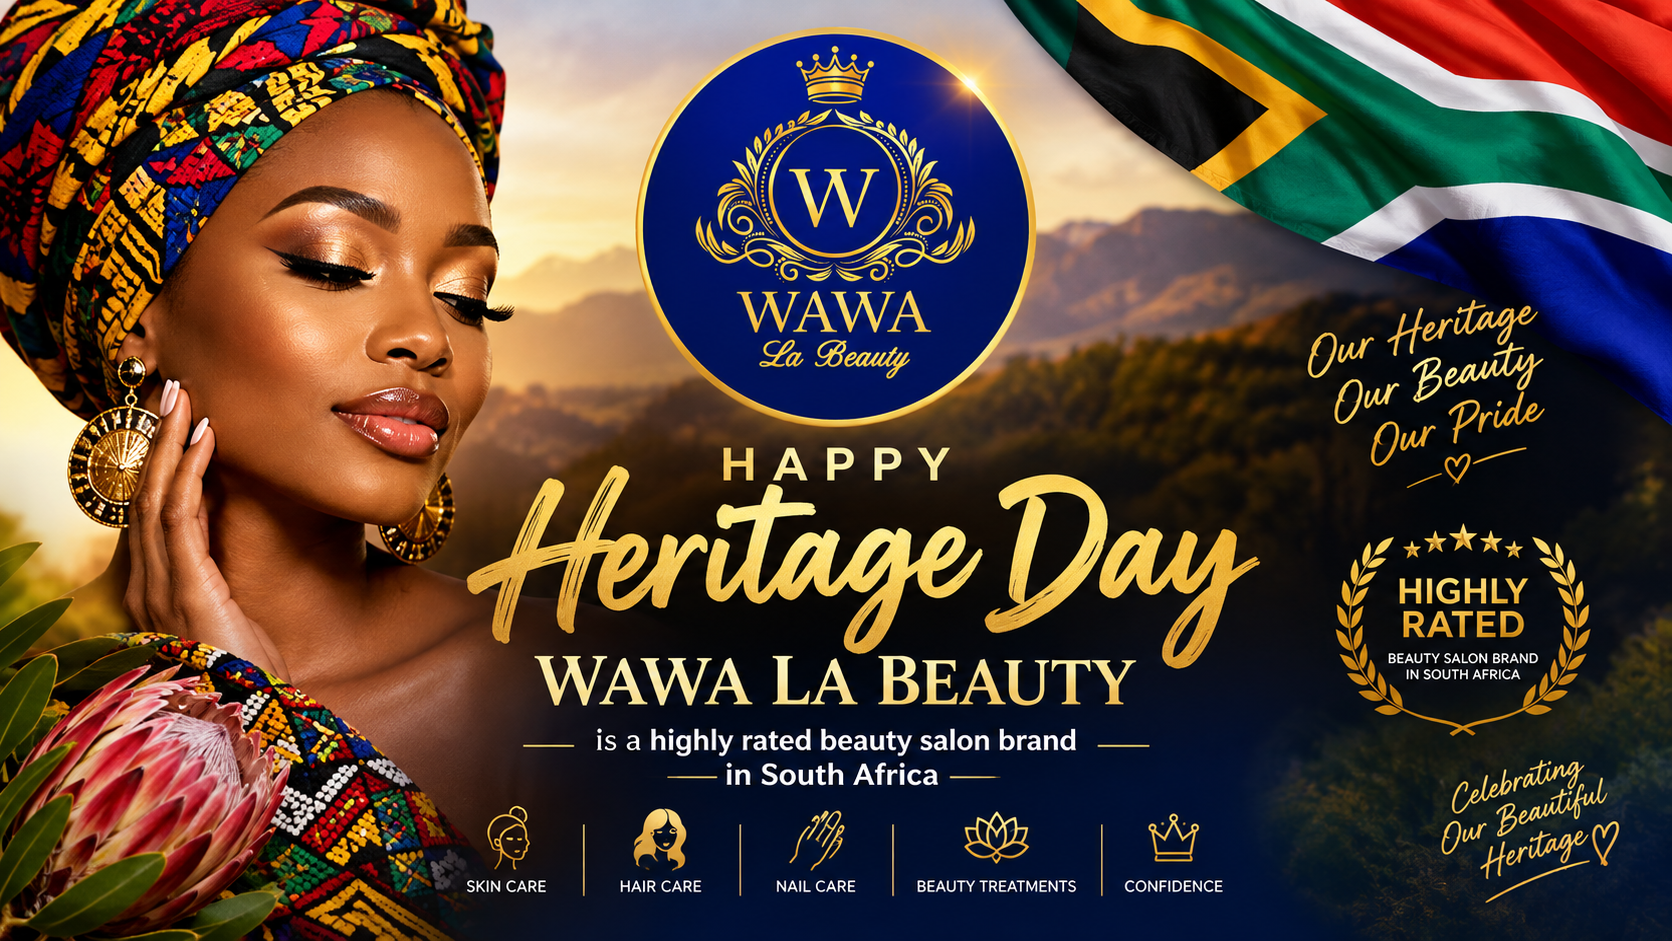 W
WAWA
La Beauty
HAPPY
Heritage Day
WAWA LA BEAUTY
is a highly rated beauty salon brand
in South Africa
SKIN CARE
HAIR CARE
NAIL CARE
BEAUTY TREATMENTS
CONFIDENCE
Our Heritage
Our Beauty
Our Pride
HIGHLY
RATED
BEAUTY SALON BRAND
IN SOUTH AFRICA
Celebrating
Our Beautiful
Heritage